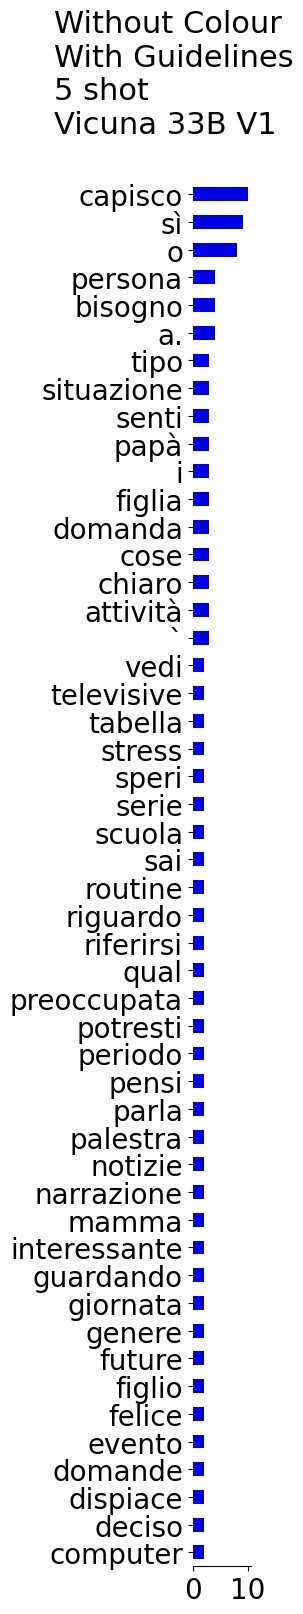 Without Colour
With Guidelines
5 shot
Vicuna 33B V1
capisco
sì
o
persona
bisogno
a.
tipo
situazione
senti
papà
i
figlia
domanda
cose
chiaro
attività
`
vedi
televisive
tabella
stress
speri
serie
scuola
sai
routine
riguardo
riferirsi
qual
preoccupata
potresti
periodo
pensi
parla
palestra
notizie
narrazione
mamma
interessante
guardando
giornata
genere
future
figlio
felice
evento
domande
dispiace
deciso
computer
0 10